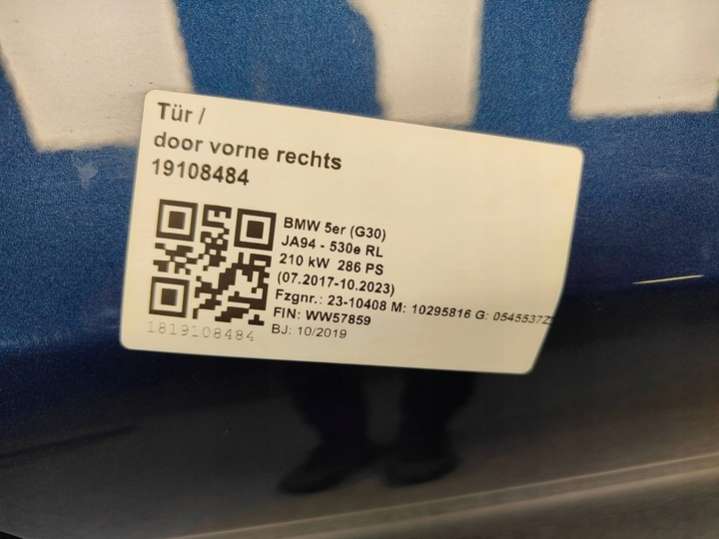 Tür /
door vorne rechts
19108484
BMW 5er (G30)
JA94 - 530e RL
210 kW 286 PS
(07.2017-10.2023)
Fzgnr.: 23-10408 M: 10295816 G: 0545537
FIN: WW57859
BJ: 10/2019
1819108484